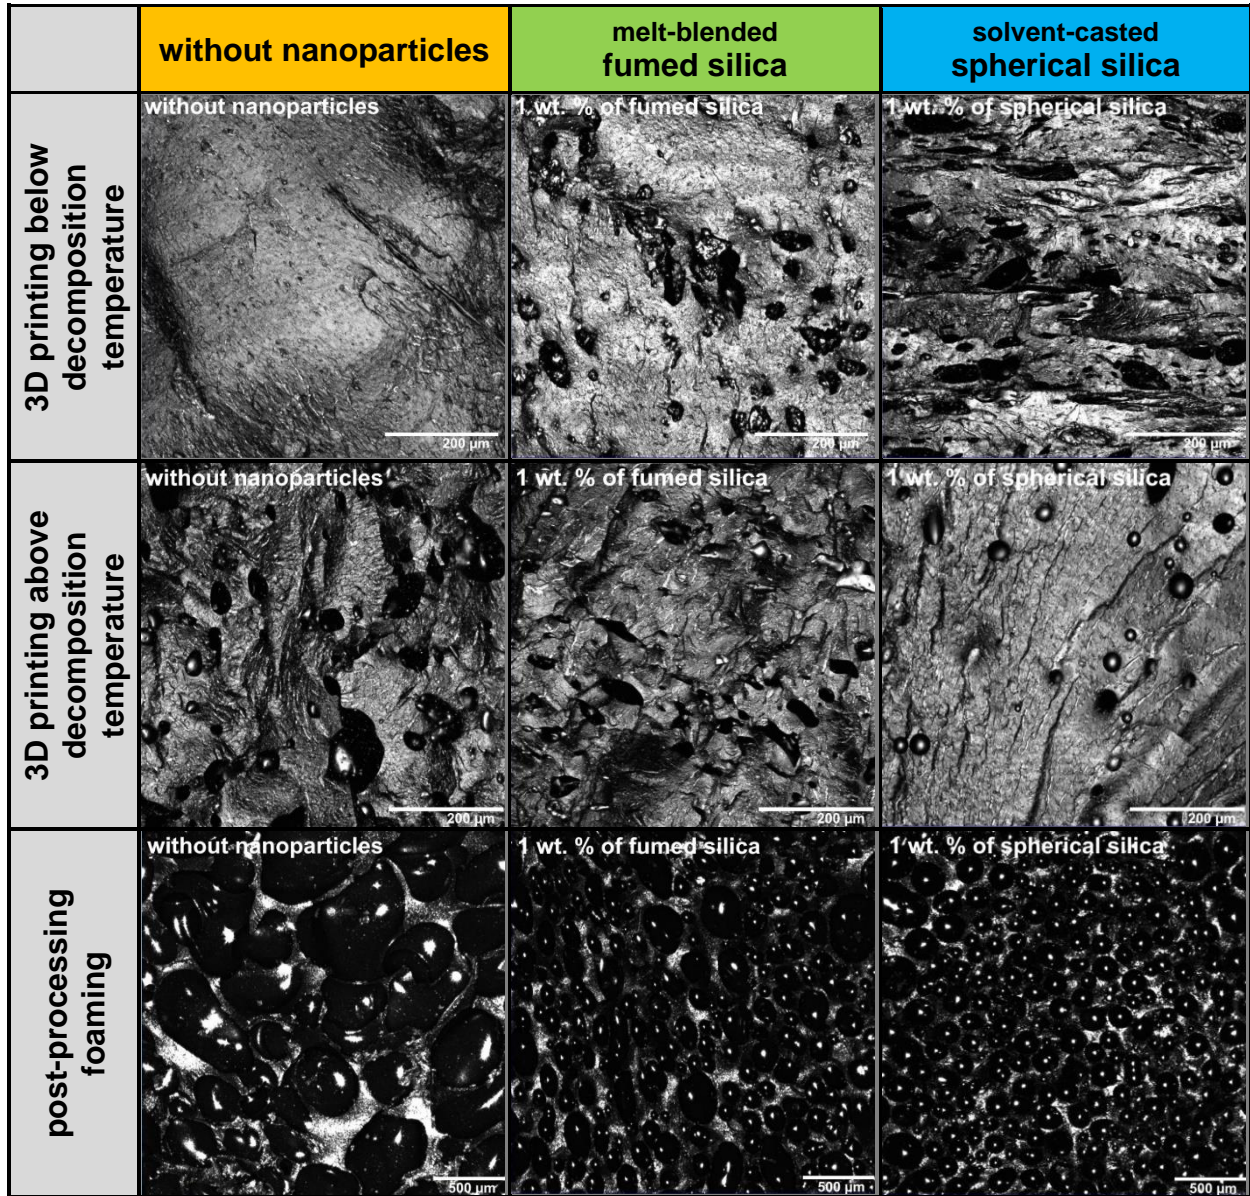 without nanoparticles
melt-blended
fumed silica
solvent-casted
spherical silica
3D printing below
decomposition
temperature
without nanoparticles
200 µm
1 wt. % of fumed silica
200 µm
1 wt. % of spherical silica
200 µm
3D printing above
decomposition
temperature
without nanoparticles
200 µm
1 wt. % of fumed silica
200 µm
1 wt. % of spherical silica
200 µm
post-processing
foaming
without nanoparticles
500 µm
1 wt. % of fumed silica
500 µm
1 wt. % of spherical silica
500 µm